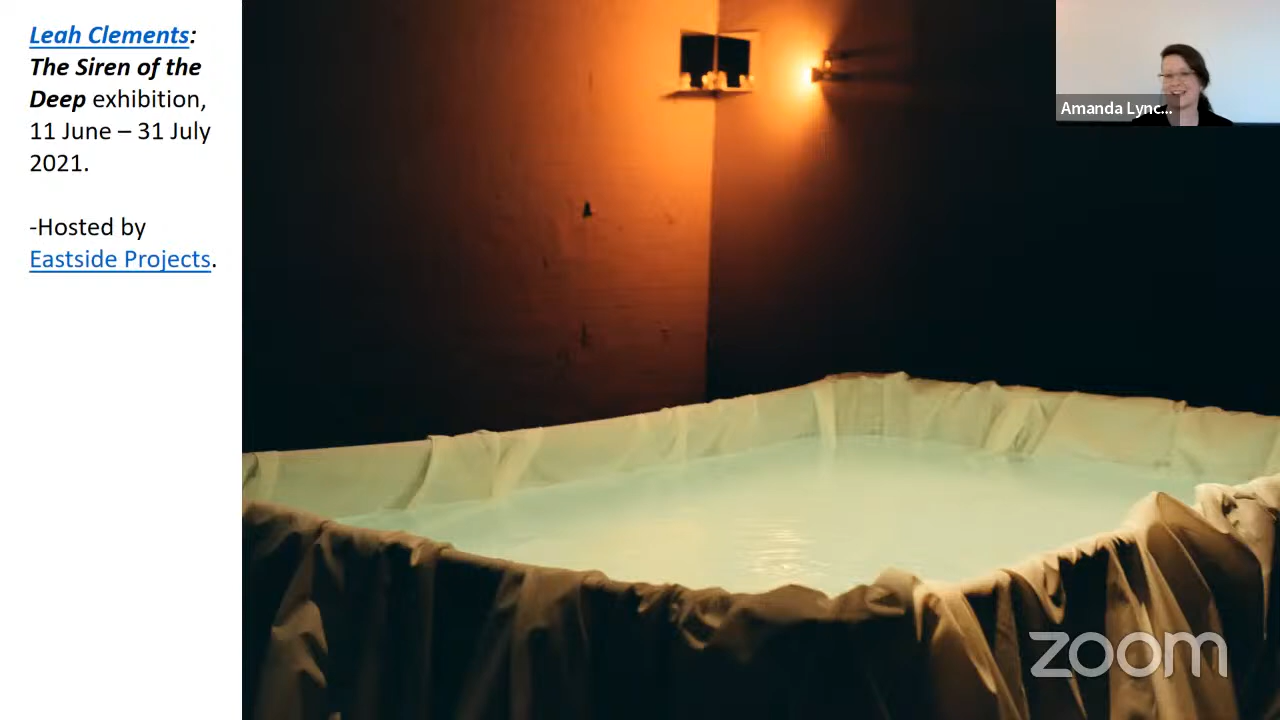 Leah Clements:
The Siren of the
Deep exhibition,
11 June – 31 July
2021.
-Hosted by
Eastside Projects.
Amanda Lync...
zoom